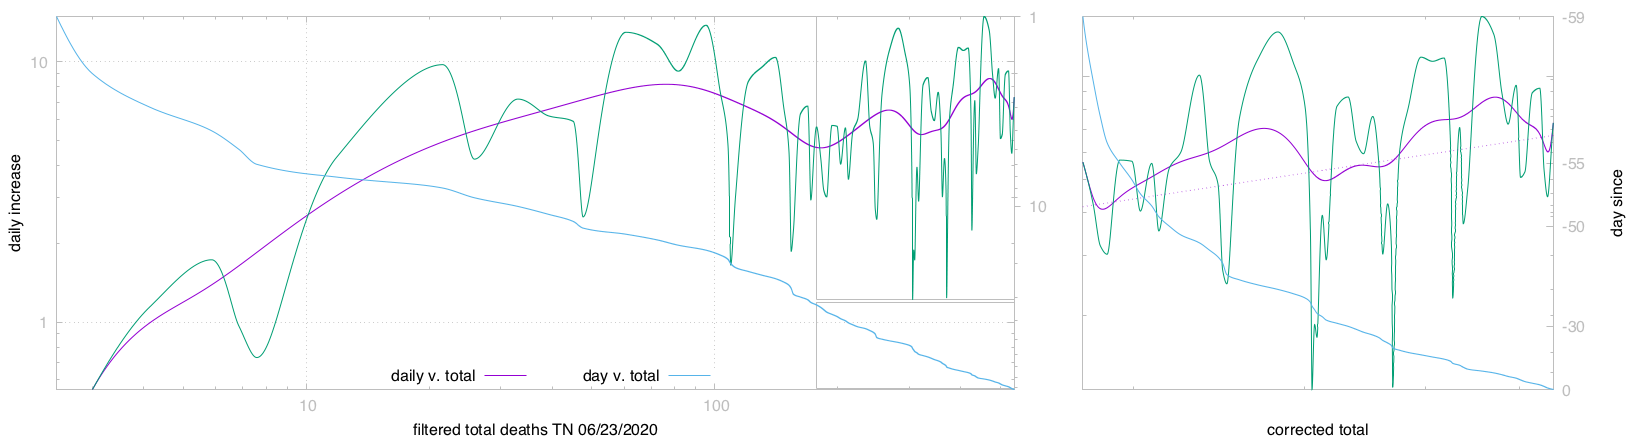 10
1
daily increase
10
100
filtered total deaths TN 06/23/2020
daily v. total
day v. total
1
10
corrected total
-59
-55
-50
-30
0
day since